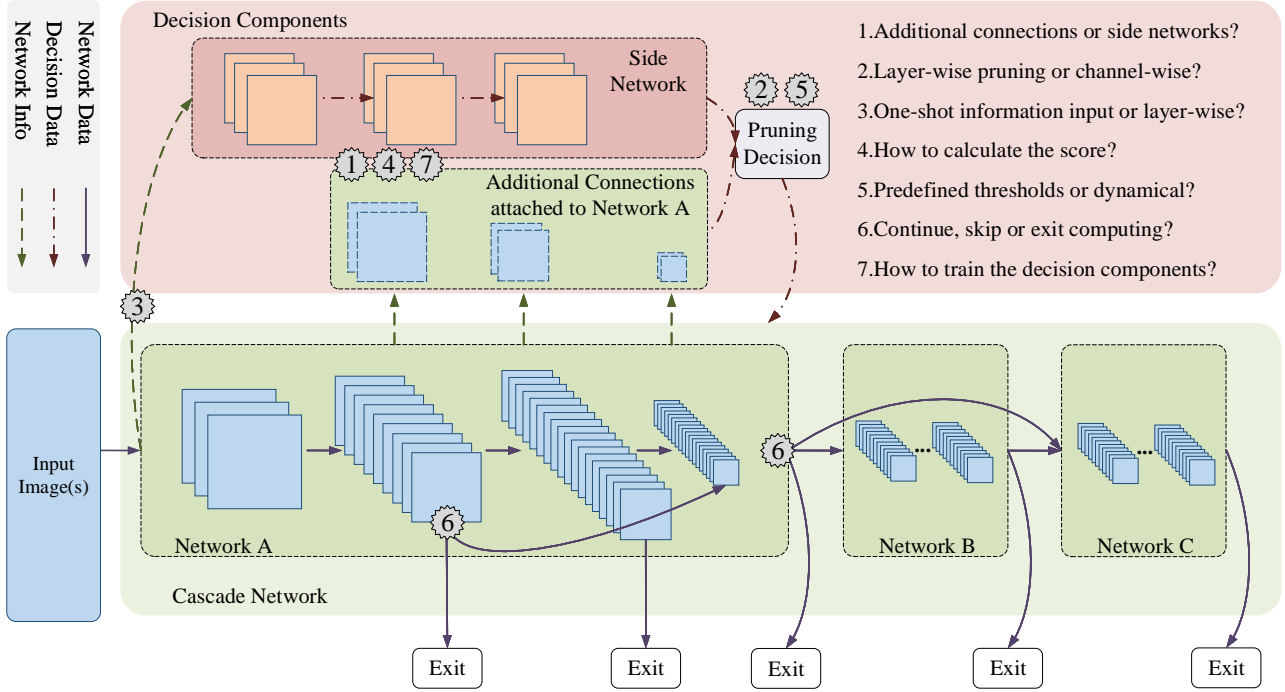 Network Info
Decision Data
Network Data
Decision Components
Side
Network
1 4 7
Additional Connections
attached to Network A
2 5
Pruning
Decision
1.Additional connections or side networks?
2.Layer-wise pruning or channel-wise?
3.One-shot information input or layer-wise?
4.How to calculate the score?
5.Predefined thresholds or dynamical?
6.Continue, skip or exit computing?
7.How to train the decision components?
3
Input
Image(s)
6
6
...
...
Network A
Network B
Network C
Cascade Network
Exit
Exit
Exit
Exit
Exit